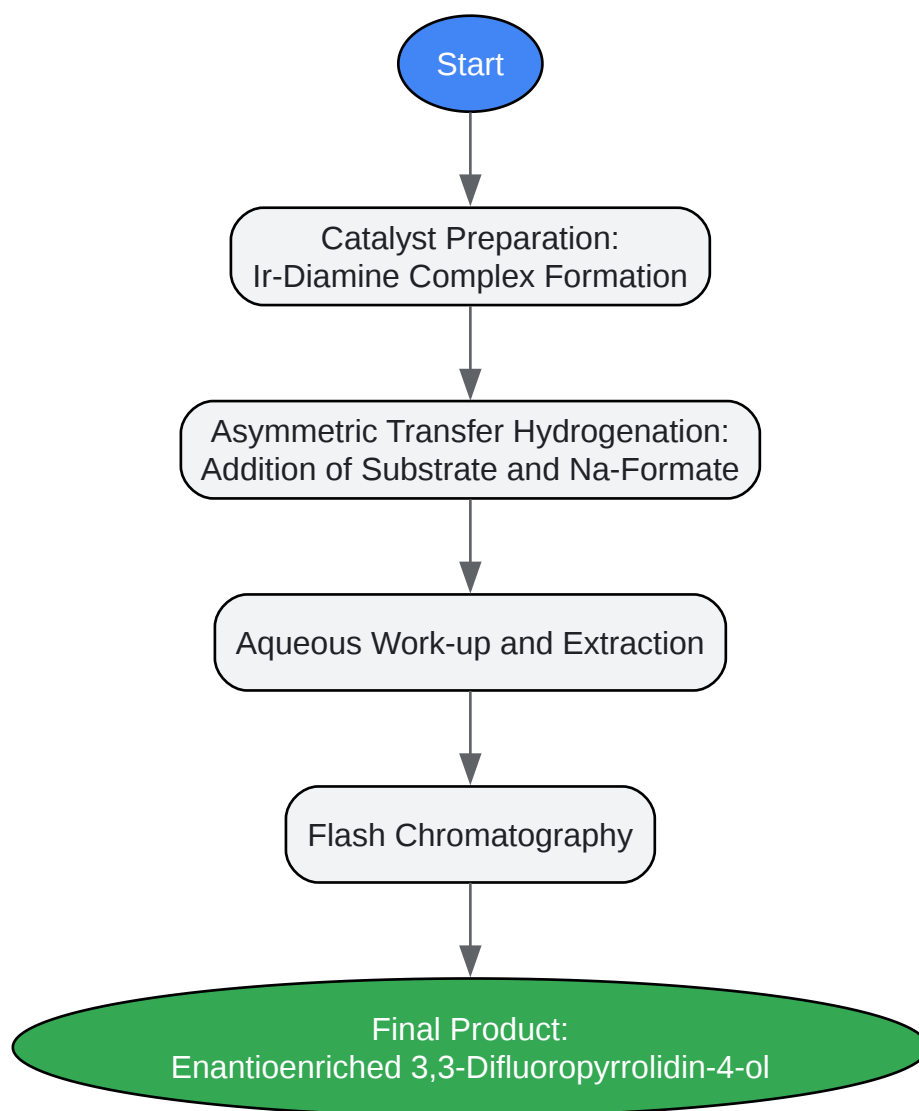 Start
Catalyst Preparation:
Ir-Diamine Complex Formation
Asymmetric Transfer Hydrogenation:
Addition of Substrate and Na-Formate
Aqueous Work-up and Extraction
Flash Chromatography
Final Product:
Enantioenriched 3,3-Difluoropyrrolidin-4-ol